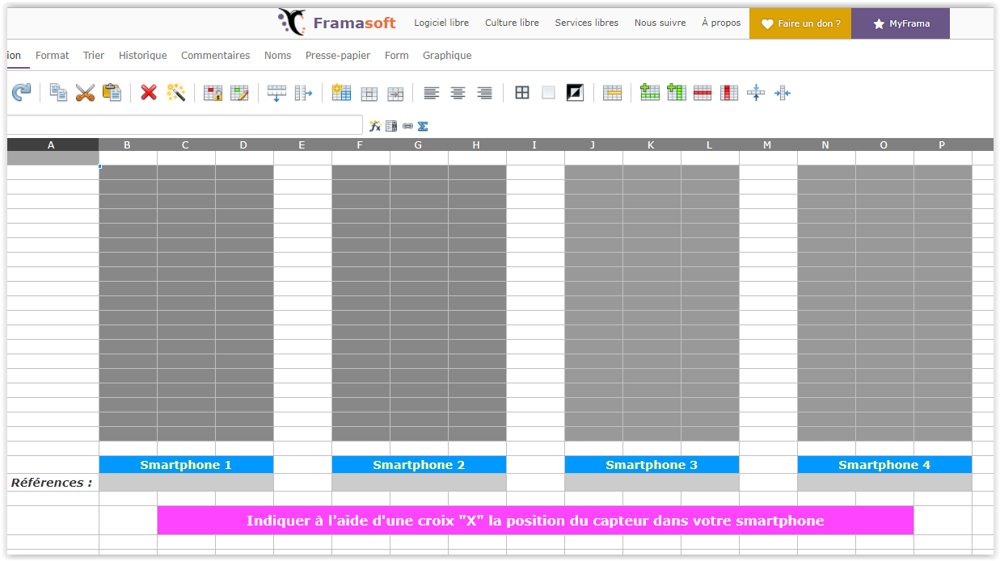 Framasoft Logiciel libre Culture libre Services libres Nous suivre À propos Faire un don ? MyFrama
ion Format Trier Historique Commentaires Noms Presse-papier Form Graphique
A B C D E F G H I J K L M N O P
Smartphone 1 Smartphone 2 Smartphone 3 Smartphone 4
Références :
Indiquer à l'aide d'une croix "X" la position du capteur dans votre smartphone